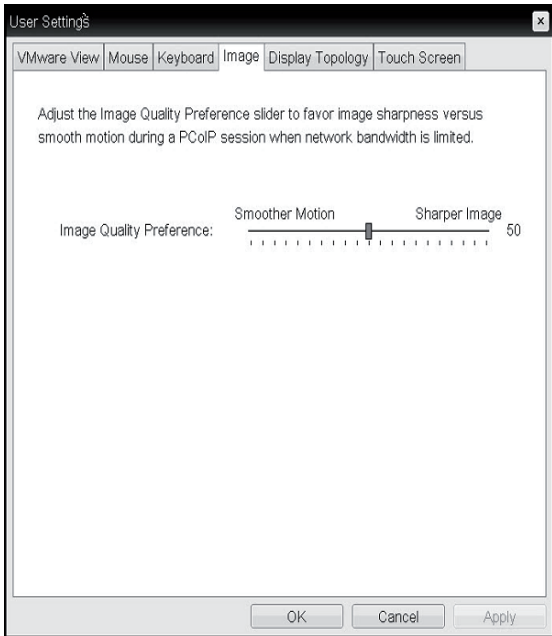 User Settings
VMware View Mouse Keyboard Image Display Topology Touch Screen
Adjust the Image Quality Preference slider to favor image sharpness versus
smooth motion during a PCoIP session when network bandwidth is limited.
Smoother Motion Sharper Image
Image Quality Preference: 50
OK Cancel Apply